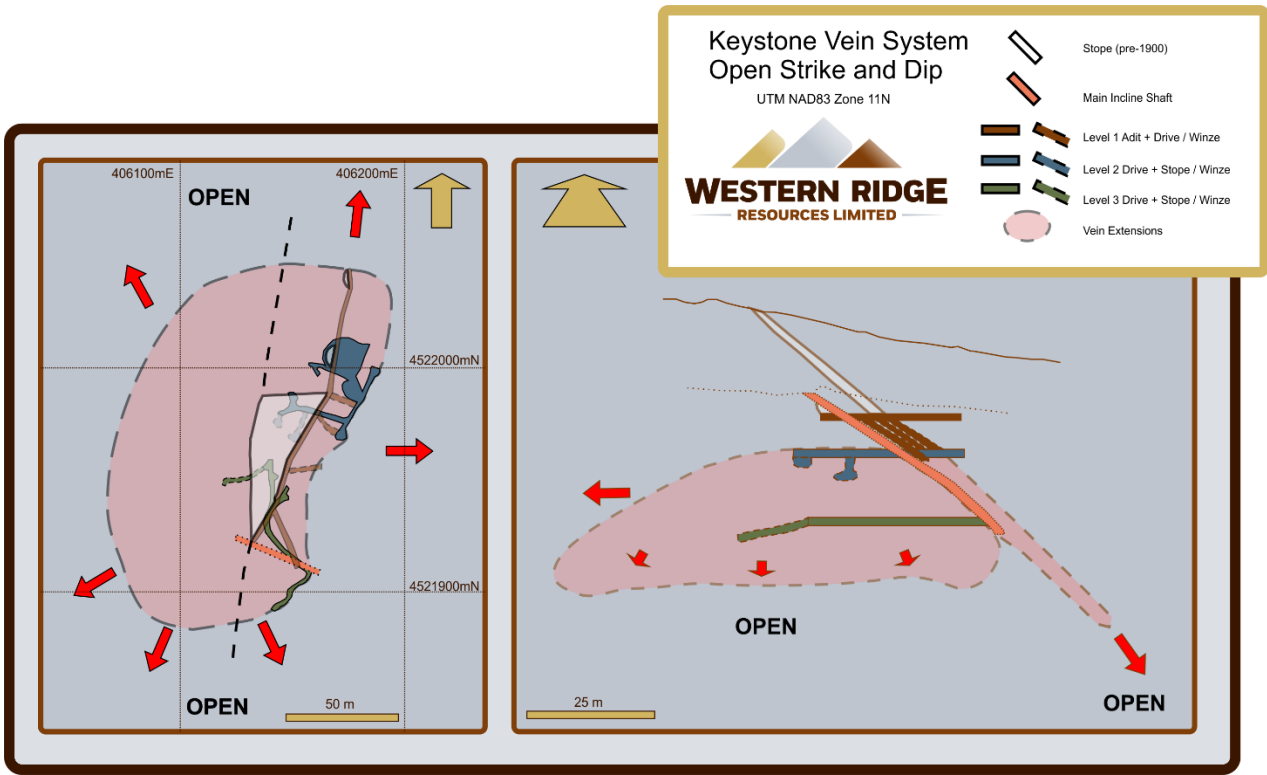 Keystone Vein System
Open Strike and Dip
UTM NAD83 Zone 11N
WESTERN RIDGE
RESOURCES LIMITED
Stope (pre-1900)
Main Incline Shaft
Level 1 Adit + Drive / Winze
Level 2 Drive + Stope / Winze
Level 3 Drive + Stope / Winze
Vein Extensions
406100mE
406200mE
OPEN
4522000mN
4521900mN
OPEN
50 m
OPEN
OPEN
25 m